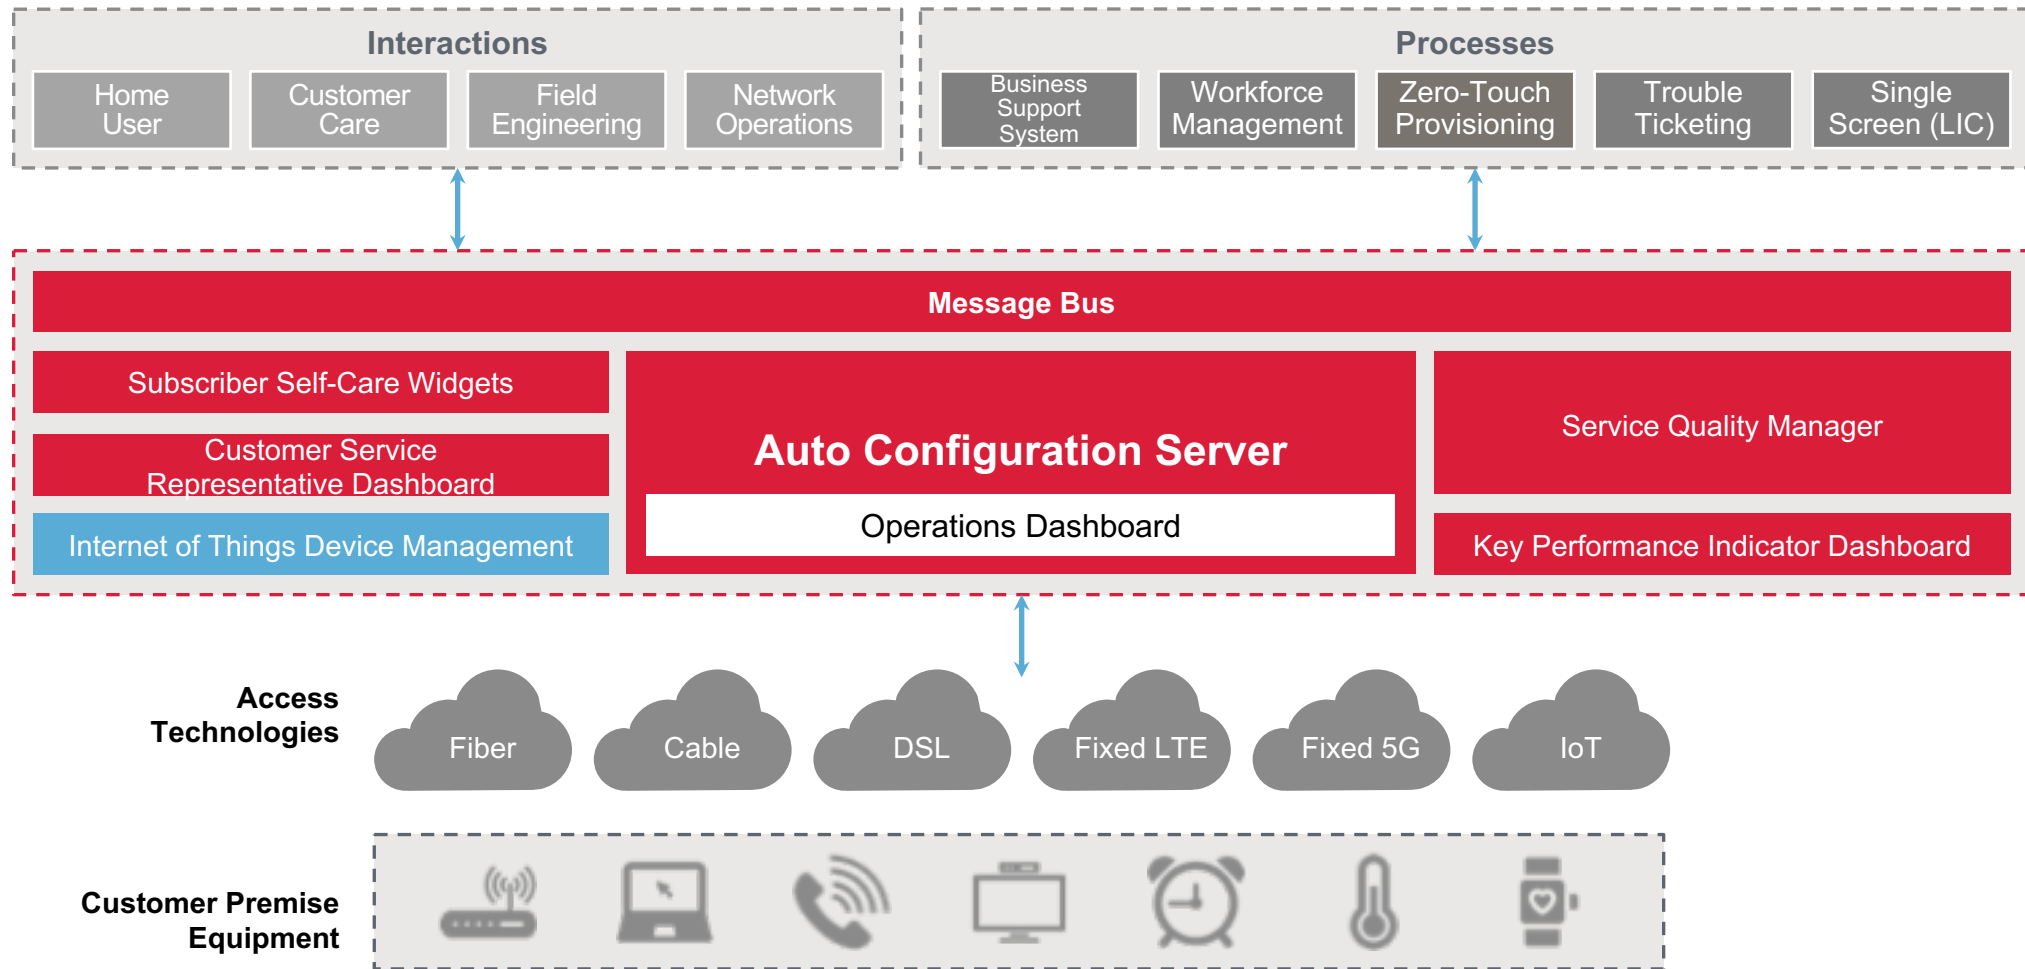 Interactions
Home
User
Customer
Care
Field
Engineering
Network
Operations
Processes
Business
Support
System
Workforce
Management
Zero-Touch
Provisioning
Trouble
Ticketing
Single
Screen (LIC)
Message Bus
Subscriber Self-Care Widgets
Customer Service
Representative Dashboard
Internet of Things Device Management
Auto Configuration Server
Operations Dashboard
Service Quality Manager
Key Performance Indicator Dashboard
Access
Technologies
Fiber
Cable
DSL
Fixed LTE
Fixed 5G
IoT
Customer Premise
Equipment